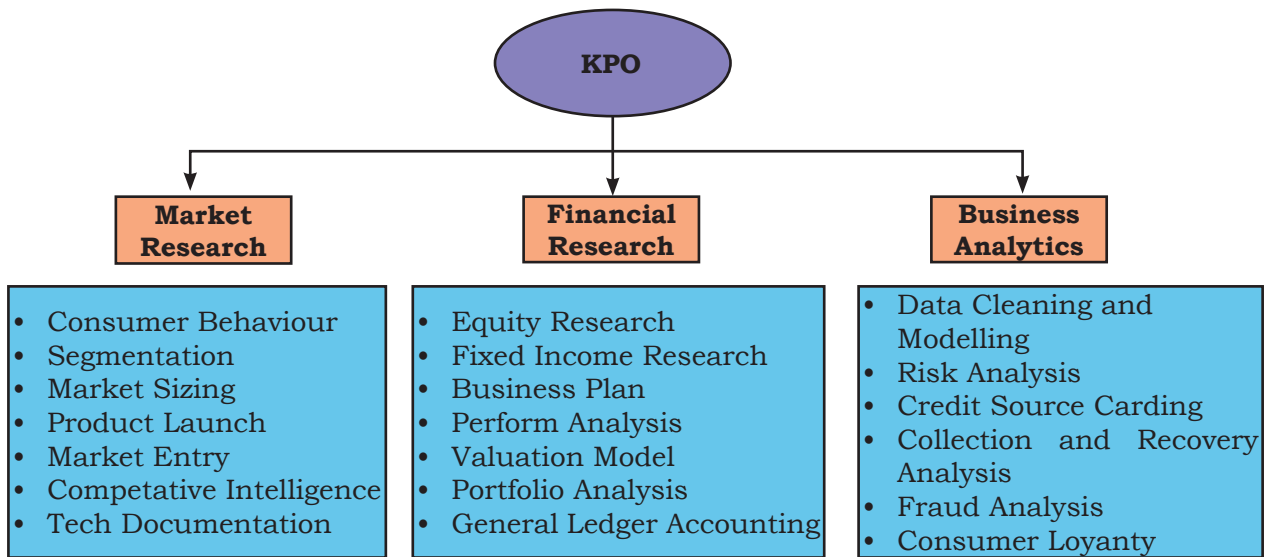 KPO
Market
Research
Financial
Research
Business
Analytics
• Consumer Behaviour
• Segmentation
• Market Sizing
• Product Launch
• Market Entry
• Competative Intelligence
• Tech Documentation
• Equity Research
• Fixed Income Research
• Business Plan
• Perform Analysis
• Valuation Model
• Portfolio Analysis
• General Ledger Accounting
• Data Cleaning and
Modelling
• Risk Analysis
• Credit Source Carding
• Collection and Recovery
Analysis
• Fraud Analysis
• Consumer Loyanty